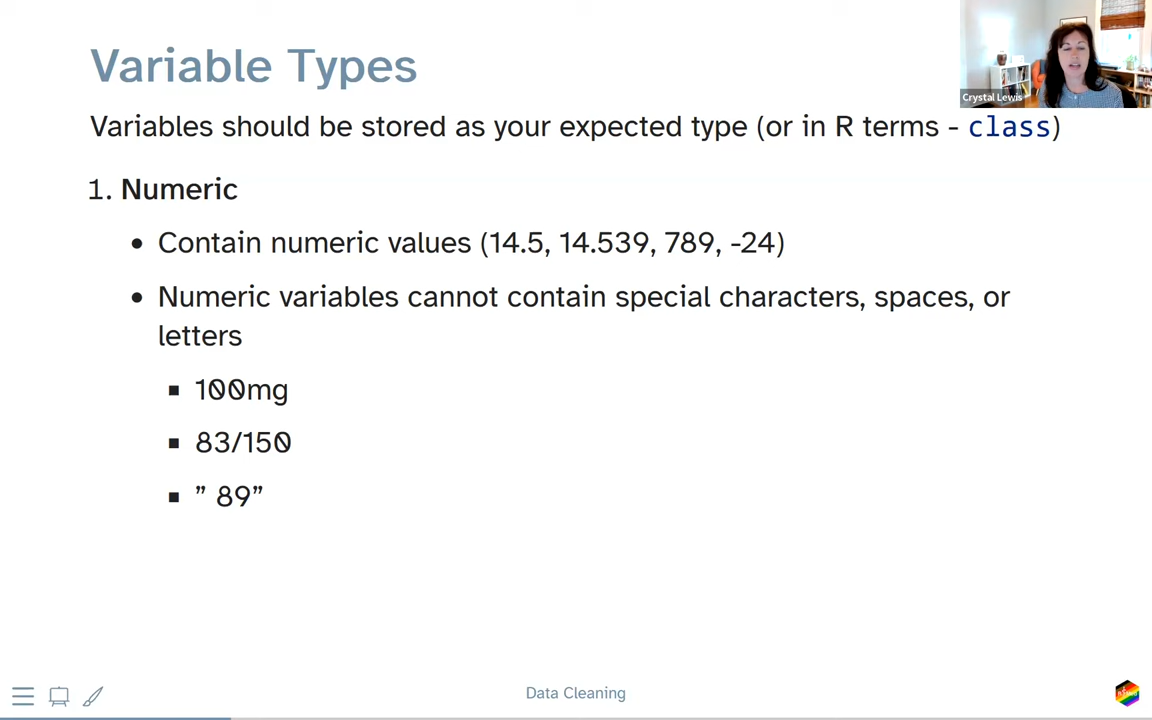 Variable Types
Crystal Lewis
Variables should be stored as your expected type (or in R terms - class)
1. Numeric
• Contain numeric values (14.5, 14.539, 789, -24)
• Numeric variables cannot contain special characters, spaces, or
letters
▪ 100mg
▪ 83/150
▪ ” 89”
Data Cleaning